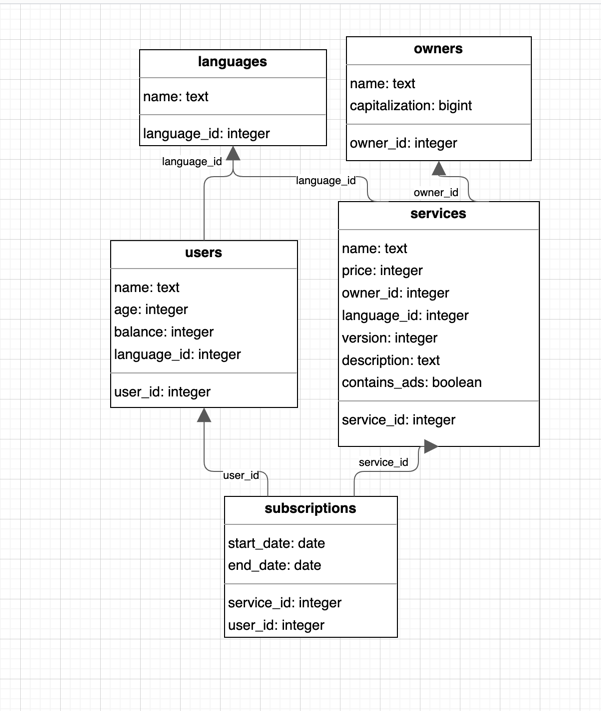 languages
name: text
language_id: integer
owners
name: text
capitalization: bigint
owner_id: integer
language_id
language_id
owner_id
users
name: text
age: integer
balance: integer
language_id: integer
user_id: integer
services
name: text
price: integer
owner_id: integer
language_id: integer
version: integer
description: text
contains_ads: boolean
service_id: integer
user_id
service_id
subscriptions
start_date: date
end_date: date
service_id: integer
user_id: integer